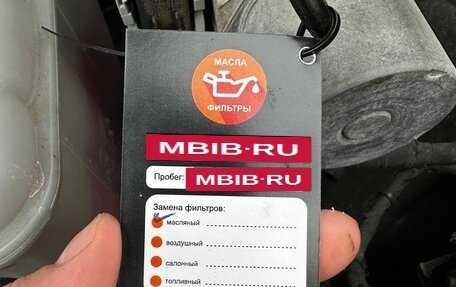 МАСЛА
ФИЛЬТРЫ
MBIB·RU
Пробег: MBIB·RU
Замена фильтров:
масляный
воздушный
салонный
топливный